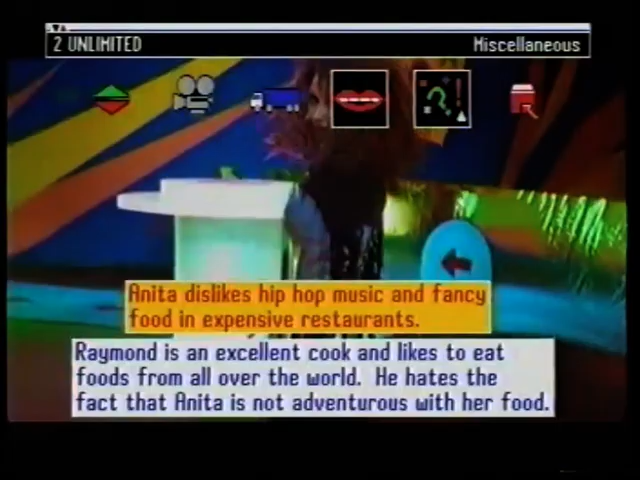 2 UNLIMITED
Miscellaneous
Anita dislikes hip hop music and fancy
food in expensive restaurants.
Raymond is an excellent cook and likes to eat
foods from all over the world. He hates the
fact that Anita is not adventurous with her food.